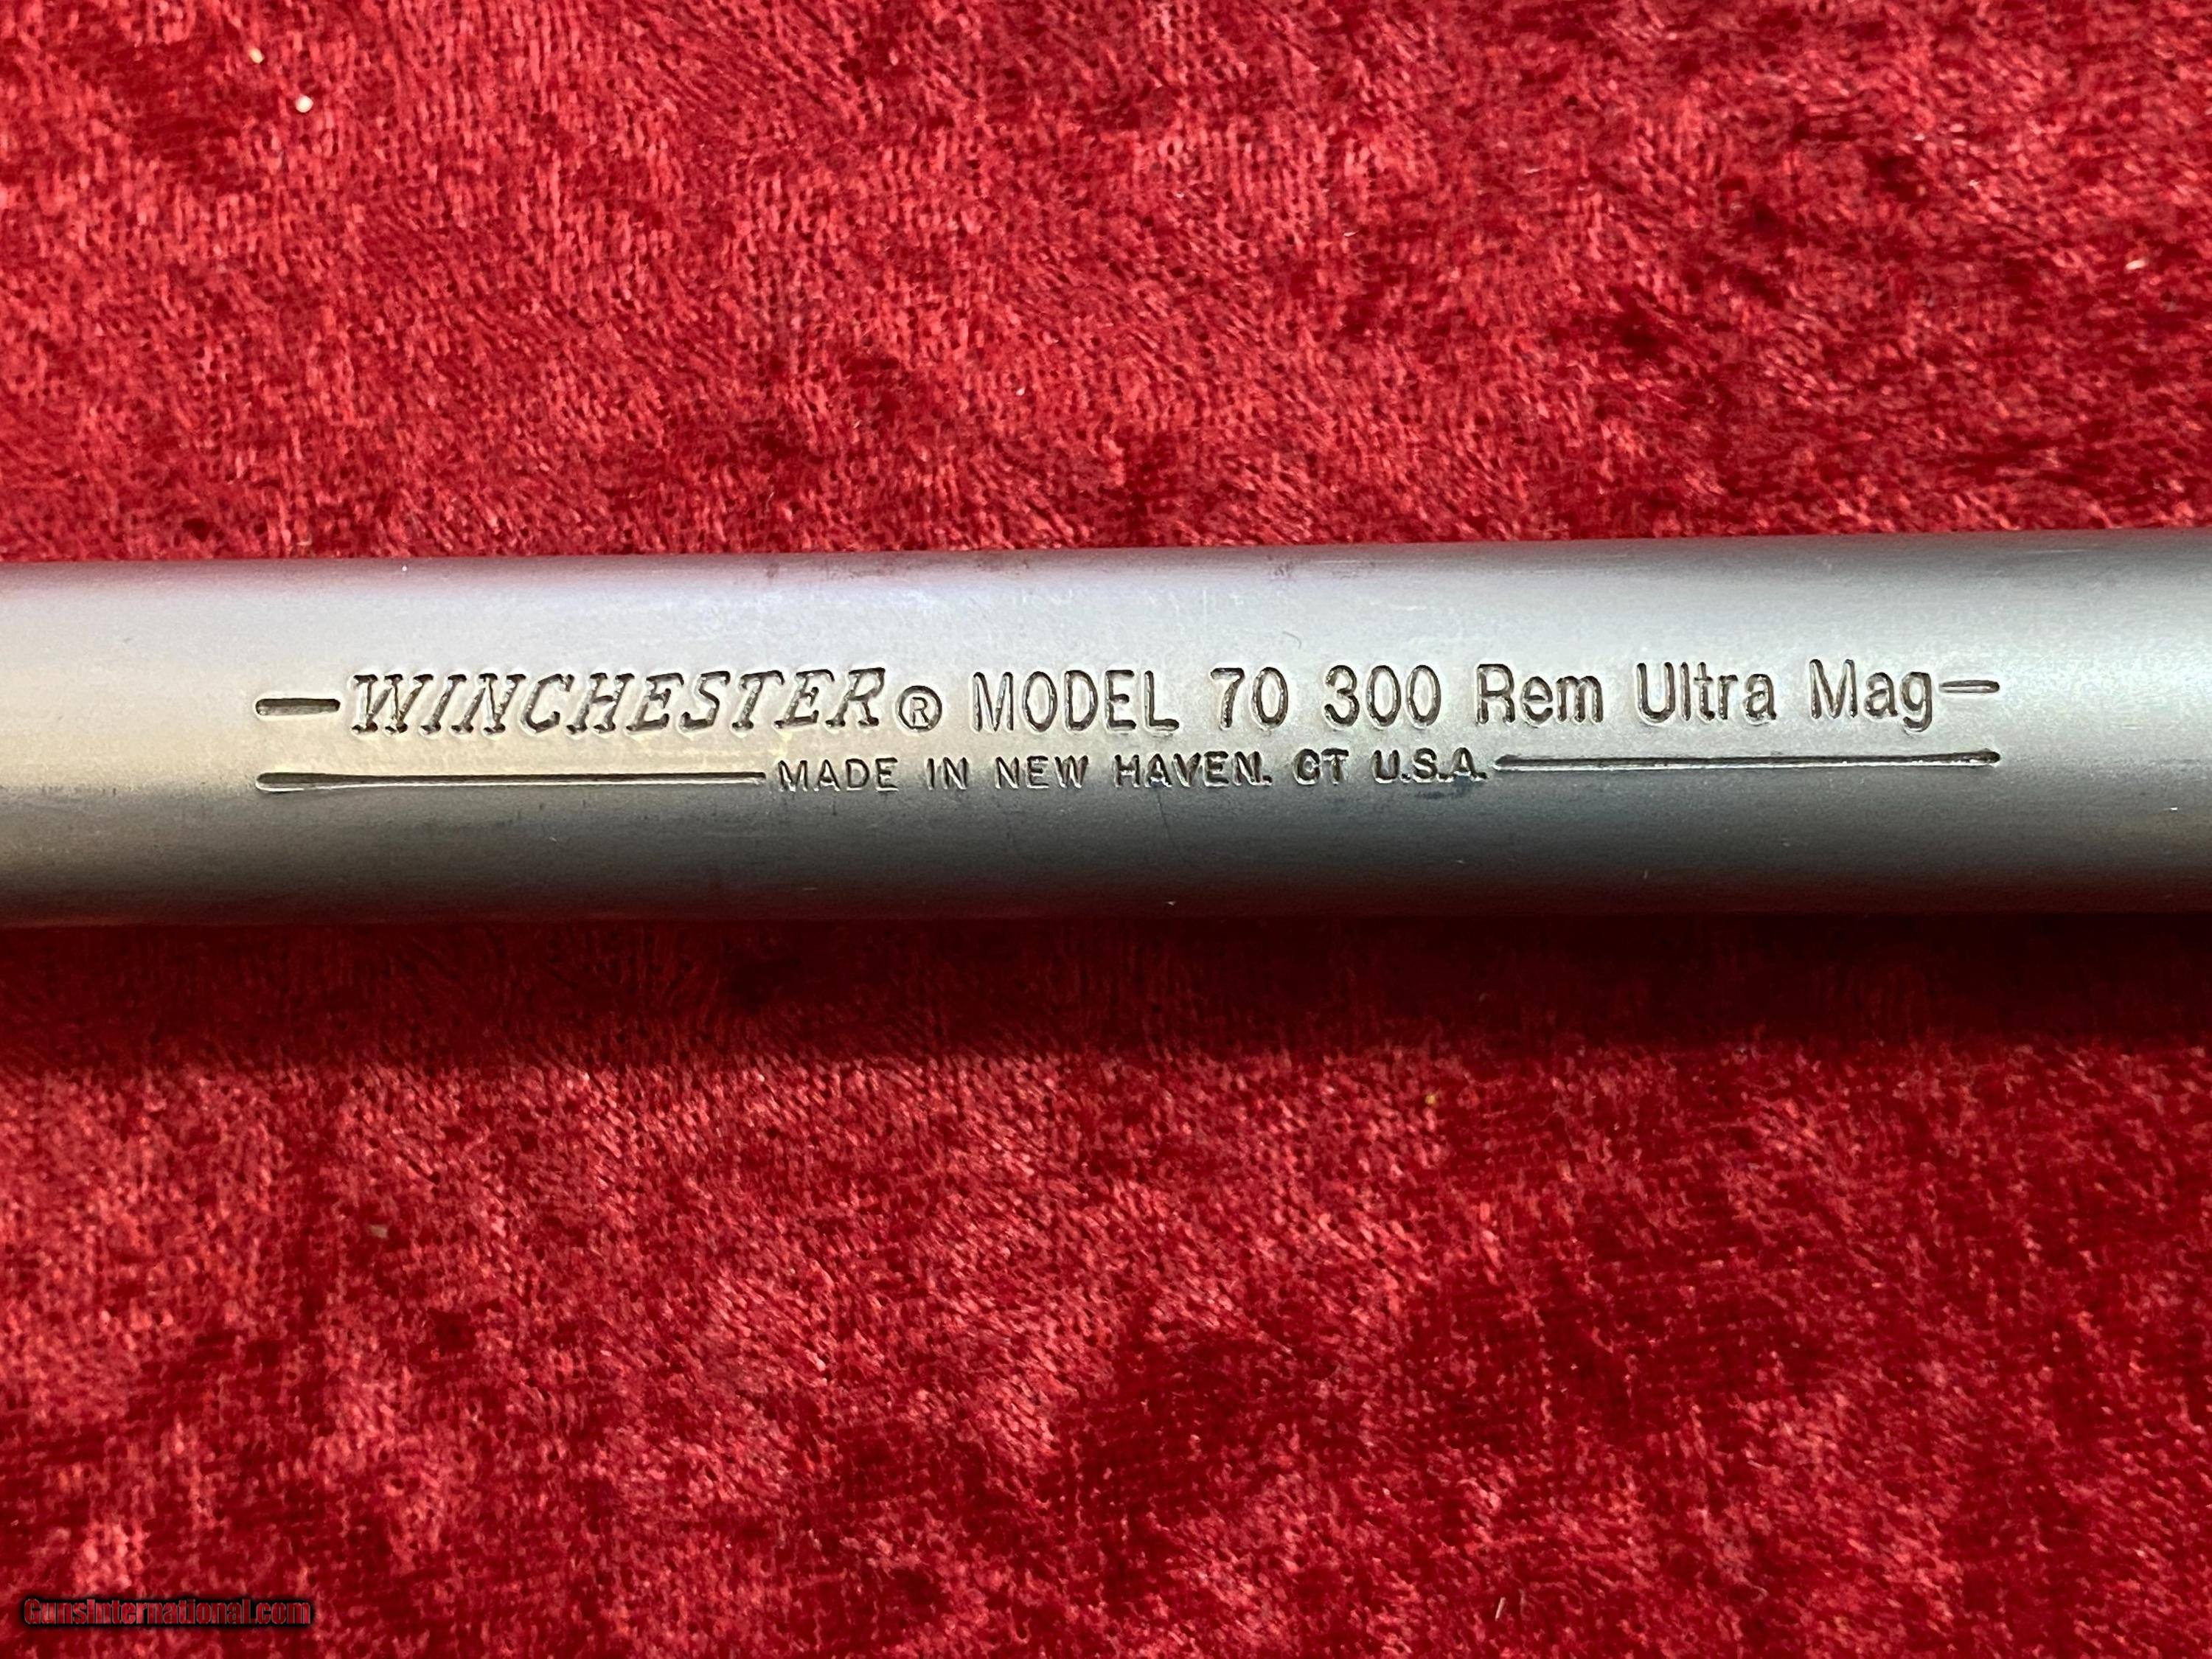 WINCHESTER® MODEL 70 300 Rem Ultra Mag
MADE IN NEW HAVEN. CT U.S.A.
GunsInternational.com